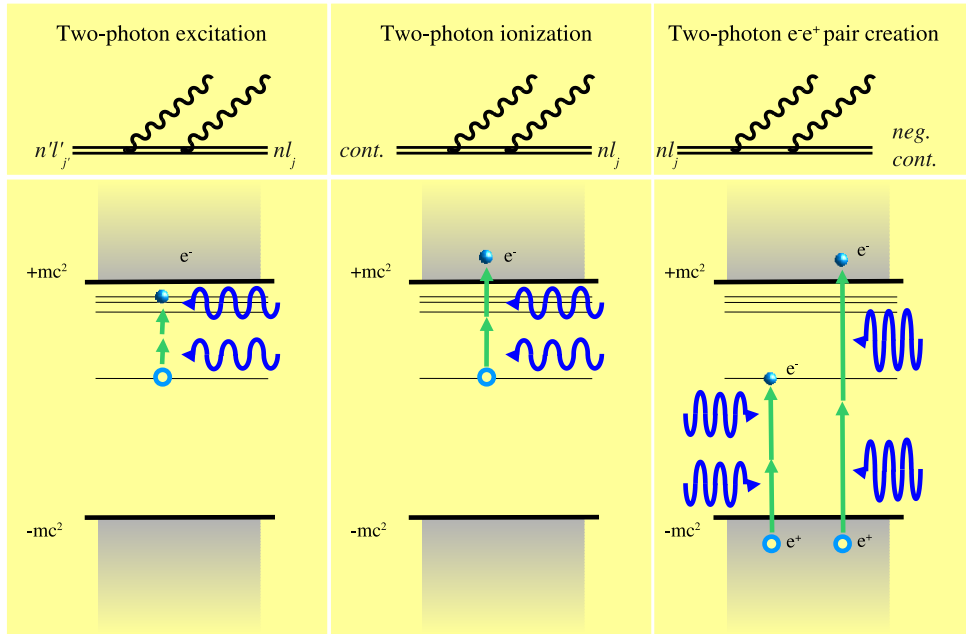 Two-photon excitation
n'l'j' nlj
+mc²
e⁻
-mc²
Two-photon ionization
cont. nlj
+mc²
e⁻
-mc²
Two-photon e⁻e⁺ pair creation
nlj neg.
cont.
+mc²
e⁻
e⁻
-mc²
e⁺ e⁺